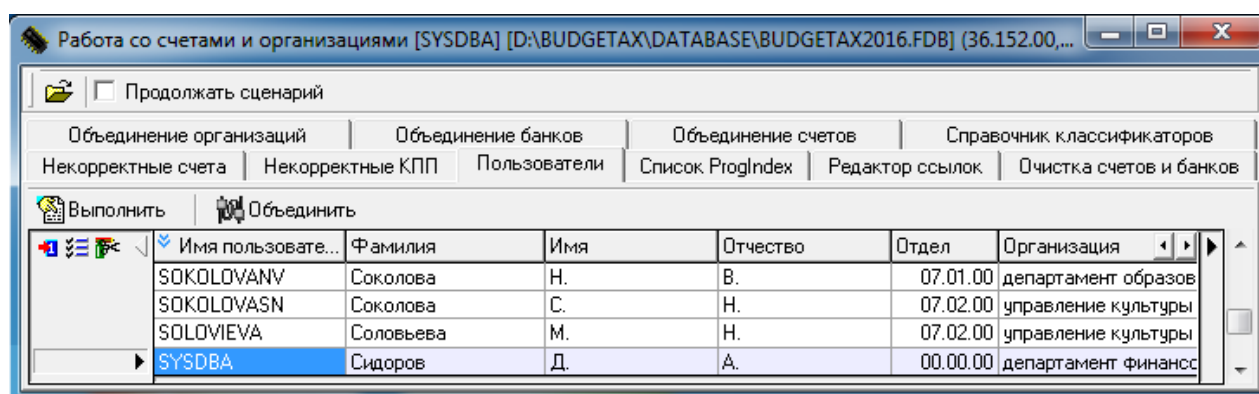 Работа со счетами и организациями [SYSDBA] [D:\BUDGETAX\DATABASE\BUDGETAX2016.FDB] (36.152.00,...
Продолжать сценарий
Объединение организаций Объединение банков Объединение счетов Справочник классификаторов
Некорректные счета Некорректные КПП Пользователи Список ProgIndex Редактор ссылок Очистка счетов и банков
Выполнить Объединить
Имя пользовате... Фамилия Имя Отчество Отдел Организация
SOKOLOVANV Соколова Н. В. 07.01.00 департамент образов
SOKOLOVASN Соколова С. Н. 07.02.00 управление культуры
SOLOVIEVA Соловьева М. Н. 07.02.00 управление культуры
SYSDBA Сидоров Д. А. 00.00.00 департамент финансс